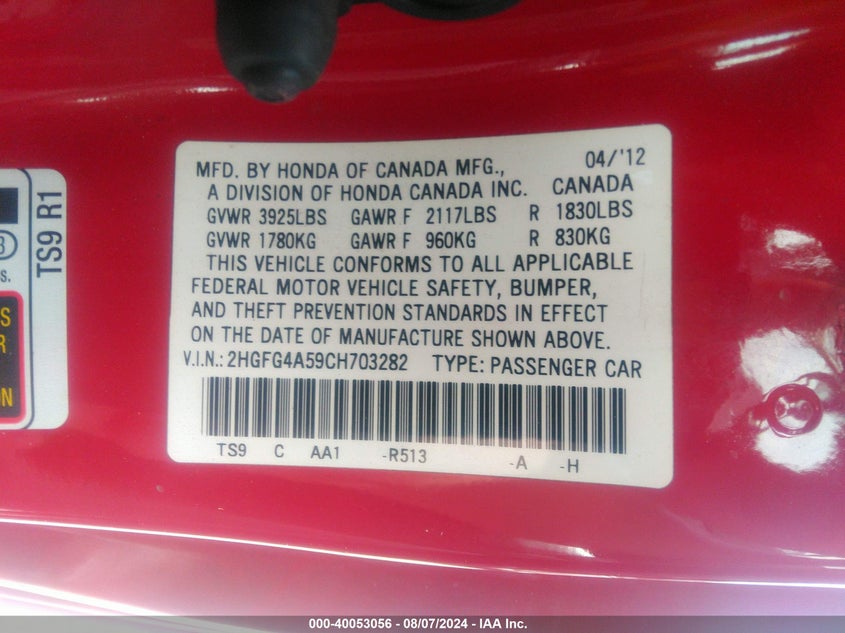 MFD. BY HONDA OF CANADA MFG., 04/'12
A DIVISION OF HONDA CANADA INC. CANADA
GVWR 3925LBS GAWR F 2117LBS R 1830LBS
GVWR 1780KG GAWR F 960KG R 830KG
THIS VEHICLE CONFORMS TO ALL APPLICABLE
FEDERAL MOTOR VEHICLE SAFETY, BUMPER,
AND THEFT PREVENTION STANDARDS IN EFFECT
ON THE DATE OF MANUFACTURE SHOWN ABOVE.
V.I.N.: 2HGFG4A59CH703282 TYPE: PASSENGER CAR
TS9 C AA1 -R513 -A -H
TS9 R1
000-40053056 - 08/07/2024 - IAA Inc.